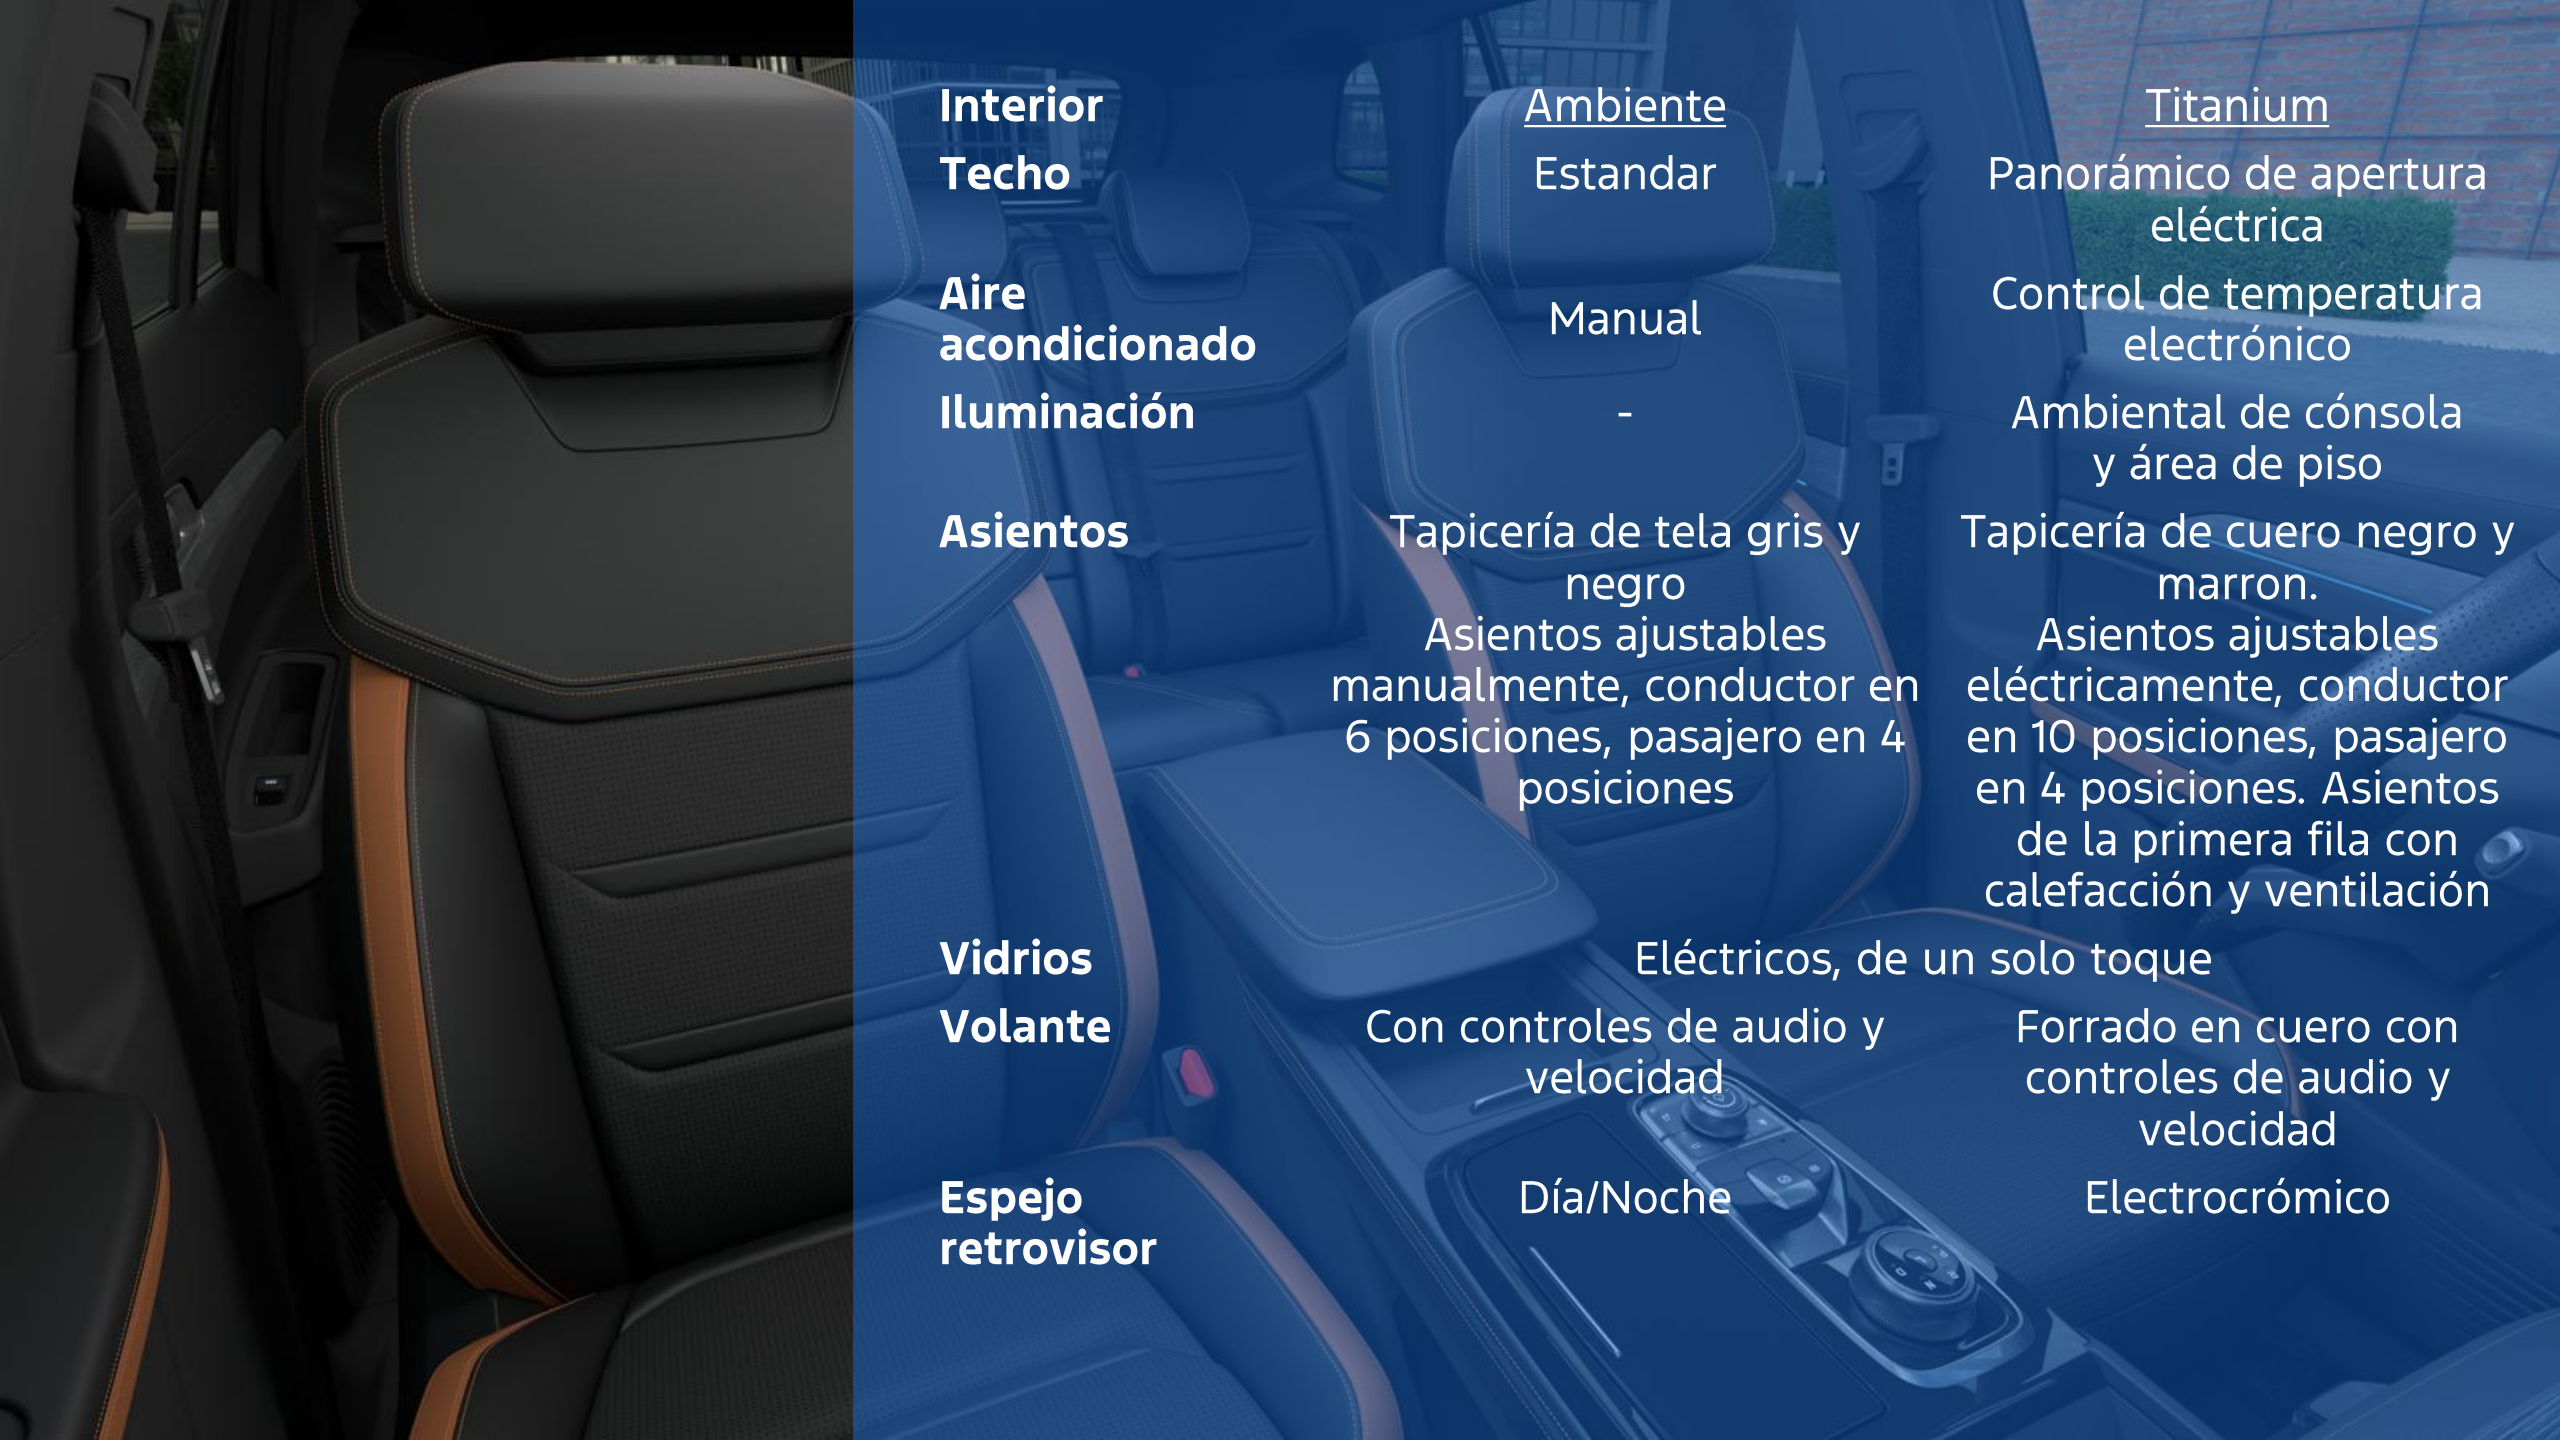 Interior Ambiente Titanium
Techo Estandar Panorámico de apertura
eléctrica
Aire
acondicionado
Manual
Control de temperatura
electrónico
Iluminación - Ambiental de cónsola
y área de piso
Asientos
Tapicería de tela gris y
negro
Asientos ajustables
manualmente, conductor en
6 posiciones, pasajero en 4
posiciones
Tapicería de cuero negro y
marron.
Asientos ajustables
eléctricamente, conductor
en 10 posiciones, pasajero
en 4 posiciones. Asientos
de la primera fila con
calefacción y ventilación
Vidrios Eléctricos, de un solo toque
Volante
Con controles de audio y
velocidad
Forrado en cuero con
controles de audio y
velocidad
Espejo
retrovisor
Día/Noche
Electrocrómico